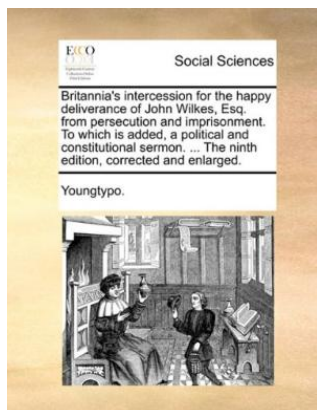 ECCO
Social Sciences
Britannia's intercession for the happy
deliverance of John Wilkes, Esq.
from persecution and imprisonment.
To which is added, a political and
constitutional sermon. ... The ninth
edition, corrected and enlarged.
Youngtypo.